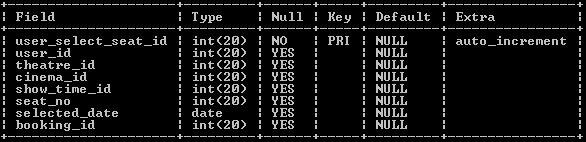 Field Type Null Key Default Extra
user_select_seat_id int(20) NO PRI NULL auto_increment
user_id int(20) YES NULL
theatre_id int(20) YES NULL
cinema_id int(20) YES NULL
show_time_id int(20) YES NULL
seat_no int(20) YES NULL
selected_date date YES NULL
booking_id int(20) YES NULL